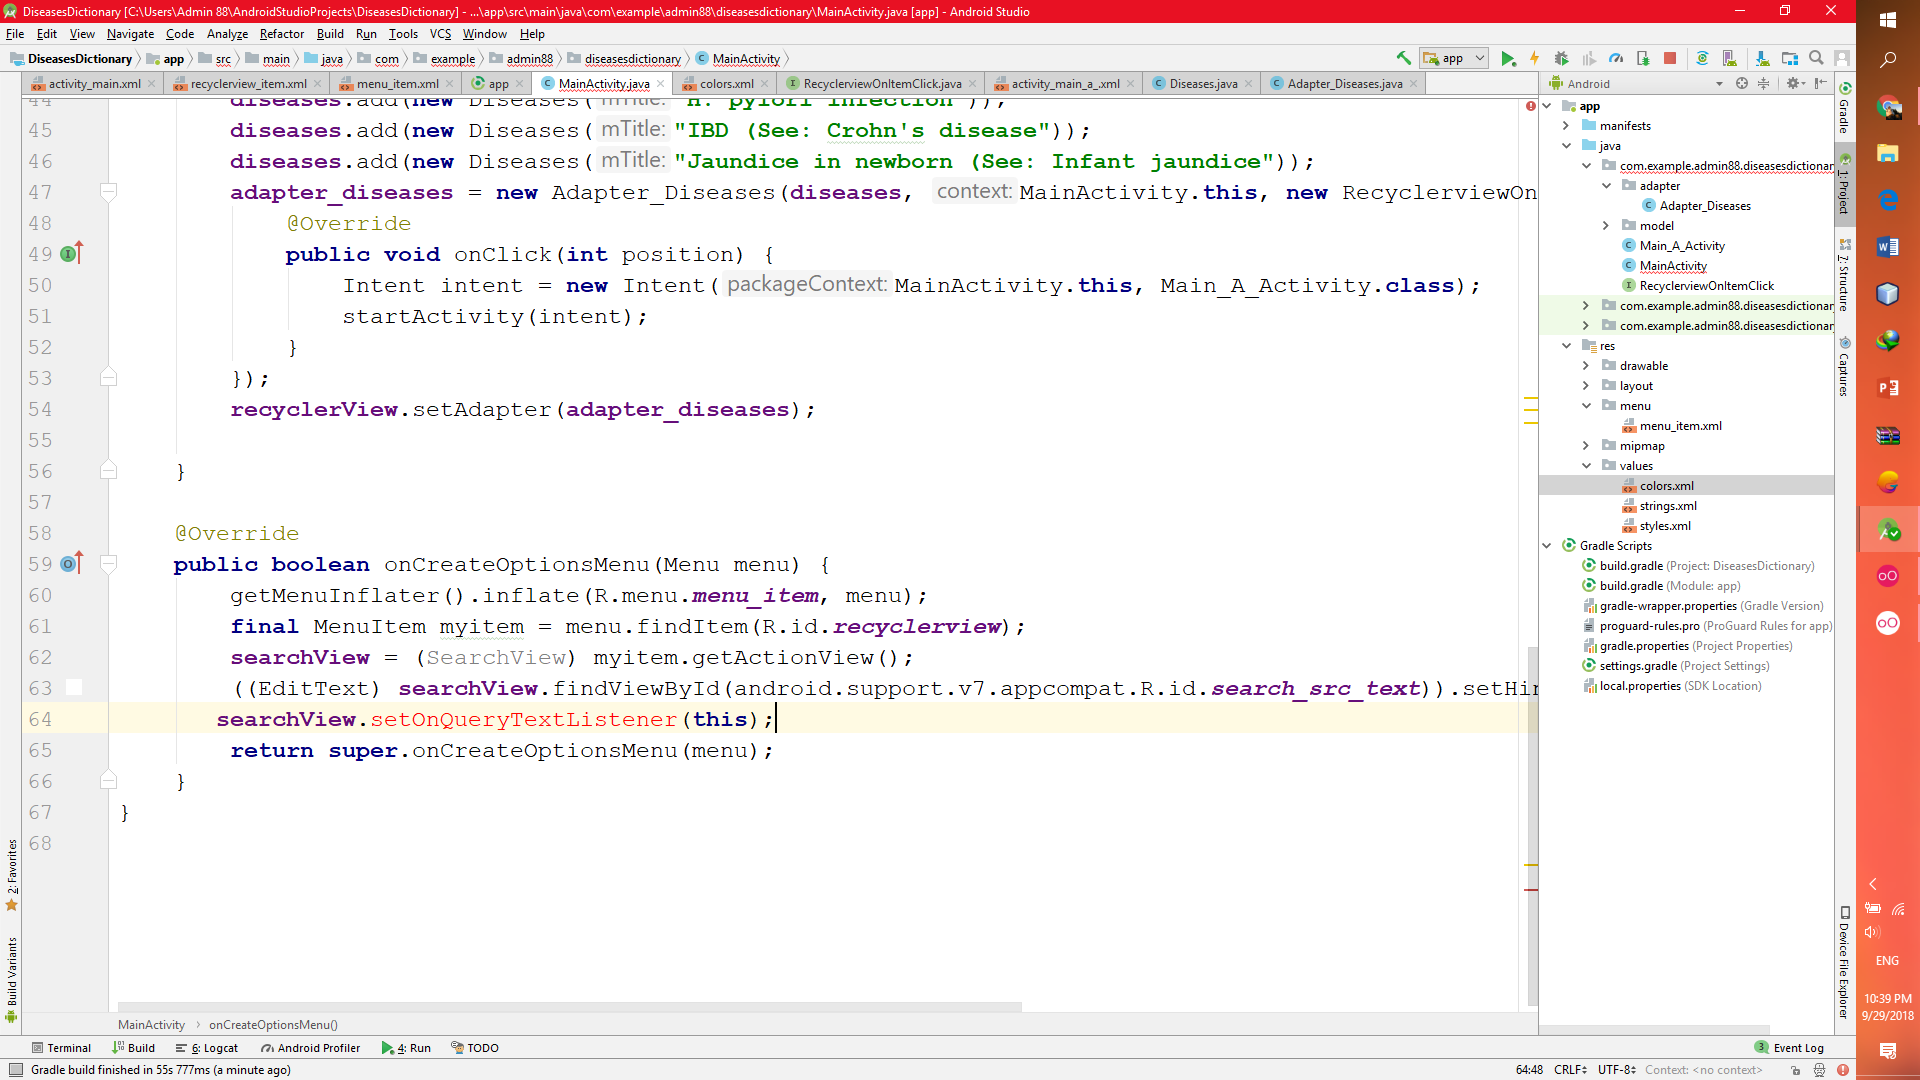 DiseasesDictionary [C:\Users\Admin 88\AndroidStudioProjects\DiseasesDictionary] - ...\app\src\main\java\com\example\admin88\diseasesdictionary\MainActivity.java [app] - Android Studio
File Edit View Navigate Code Analyze Refactor Build Run Tools VCS Window Help
DiseasesDictionary app src main java com example admin88 diseasesdictionary MainActivity
app
activity_main.xml recyclerview_item.xml menu_item.xml app MainActivity.java colors.xml RecyclerviewOnItemClick.java activity_main_a_.xml Diseases.java Adapter_Diseases.java
44 diseases.add(new Diseases( mTitle: "H. pylori infection"));
45 diseases.add(new Diseases( mTitle: "IBD (See: Crohn's disease"));
46 diseases.add(new Diseases( mTitle: "Jaundice in newborn (See: Infant jaundice"));
47 adapter_diseases = new Adapter_Diseases(diseases, context: MainActivity.this, new RecyclerviewOn
48 @Override
49 public void onClick(int position) {
50 Intent intent = new Intent( packageContext: MainActivity.this, Main_A_Activity.class);
51 startActivity(intent);
52 }
53 });
54 recyclerView.setAdapter(adapter_diseases);
55
56 }
57
58 @Override
59 public boolean onCreateOptionsMenu(Menu menu) {
60 getMenuInflater().inflate(R.menu.menu_item, menu);
61 final MenuItem myitem = menu.findItem(R.id.recyclerview);
62 searchView = (SearchView) myitem.getActionView();
63 ((EditText) searchView.findViewById(android.support.v7.appcompat.R.id.search_src_text)).setHin
64 searchView.setOnQueryTextListener(this);
65 return super.onCreateOptionsMenu(menu);
66 }
67 }
68
MainActivity onCreateOptionsMenu()
Android
app
manifests
java
com.example.admin88.diseasesdictionar
adapter
Adapter_Diseases
model
Main_A_Activity
MainActivity
RecyclerviewOnItemClick
com.example.admin88.diseasesdictionar
com.example.admin88.diseasesdictionar
res
drawable
layout
menu
menu_item.xml
mipmap
values
colors.xml
strings.xml
styles.xml
Gradle Scripts
build.gradle (Project: DiseasesDictionary)
build.gradle (Module: app)
gradle-wrapper.properties (Gradle Version)
proguard-rules.pro (ProGuard Rules for app)
gradle.properties (Project Properties)
settings.gradle (Project Settings)
local.properties (SDK Location)
Gradle
1: Project
7: Structure
Captures
Device File Explorer
2: Favorites
Build Variants
Terminal Build 6: Logcat Android Profiler 4: Run TODO
3 Event Log
Gradle build finished in 55s 777ms (a minute ago)
64:48 CRLF UTF-8 Context: <no context>
ENG
10:39 PM
9/29/2018